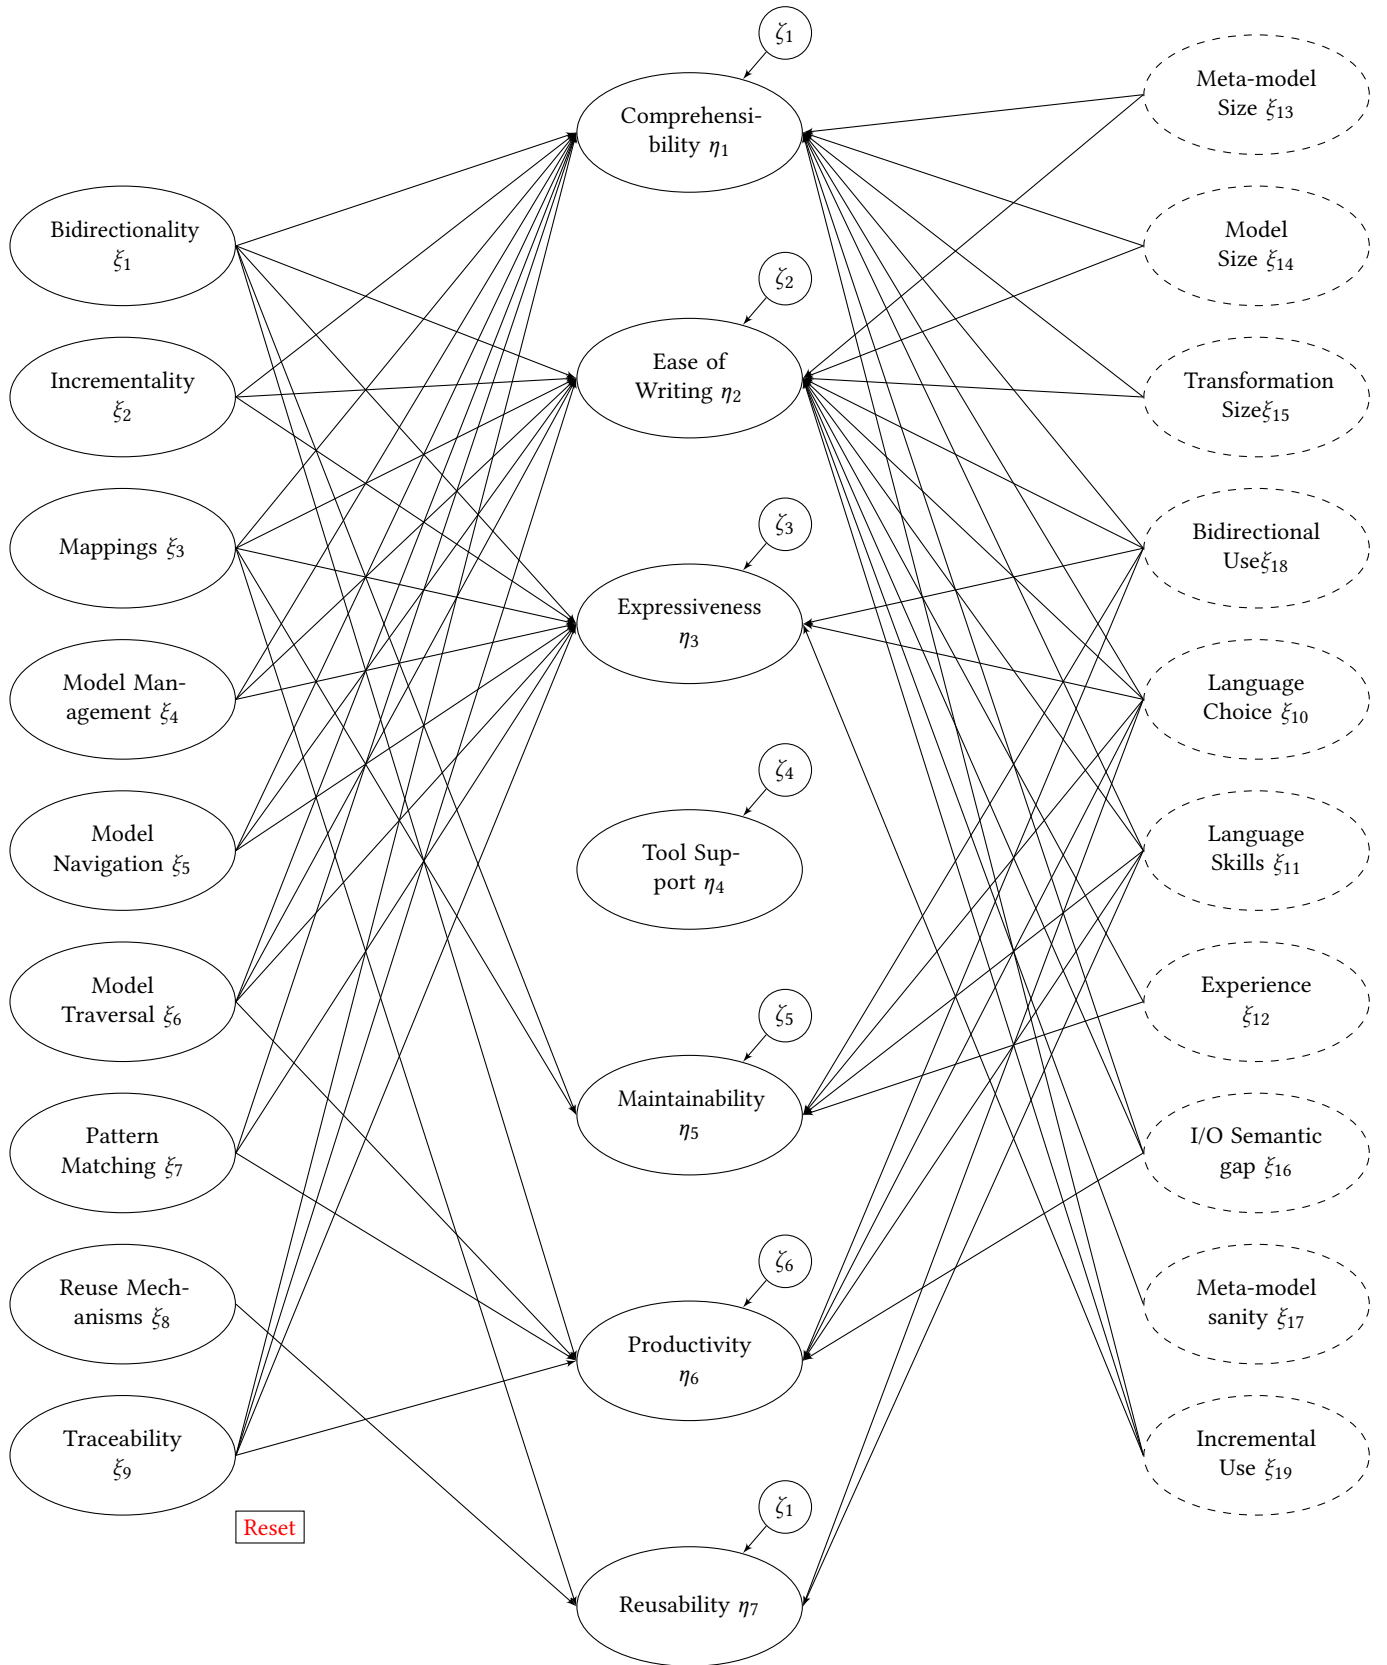 ζ1
Comprehensi-
bility η1
Meta-model
Size ξ13
Bidirectionality
ξ1
Model
Size ξ14
ζ2
Ease of
Writing η2
Incrementality
ξ2
Transformation
Sizeξ15
ζ3
Expressiveness
η3
Mappings ξ3
Bidirectional
Useξ18
Model Man-
agement ξ4
Language
Choice ξ10
ζ4
Tool Sup-
port η4
Model
Navigation ξ5
Language
Skills ξ11
Model
Traversal ξ6
Experience
ξ12
ζ5
Maintainability
η5
Pattern
Matching ξ7
I/O Semantic
gap ξ16
ζ6
Productivity
η6
Reuse Mech-
anisms ξ8
Meta-model
sanity ξ17
Traceability
ξ9
Incremental
Use ξ19
Reset
ζ1
Reusability η7